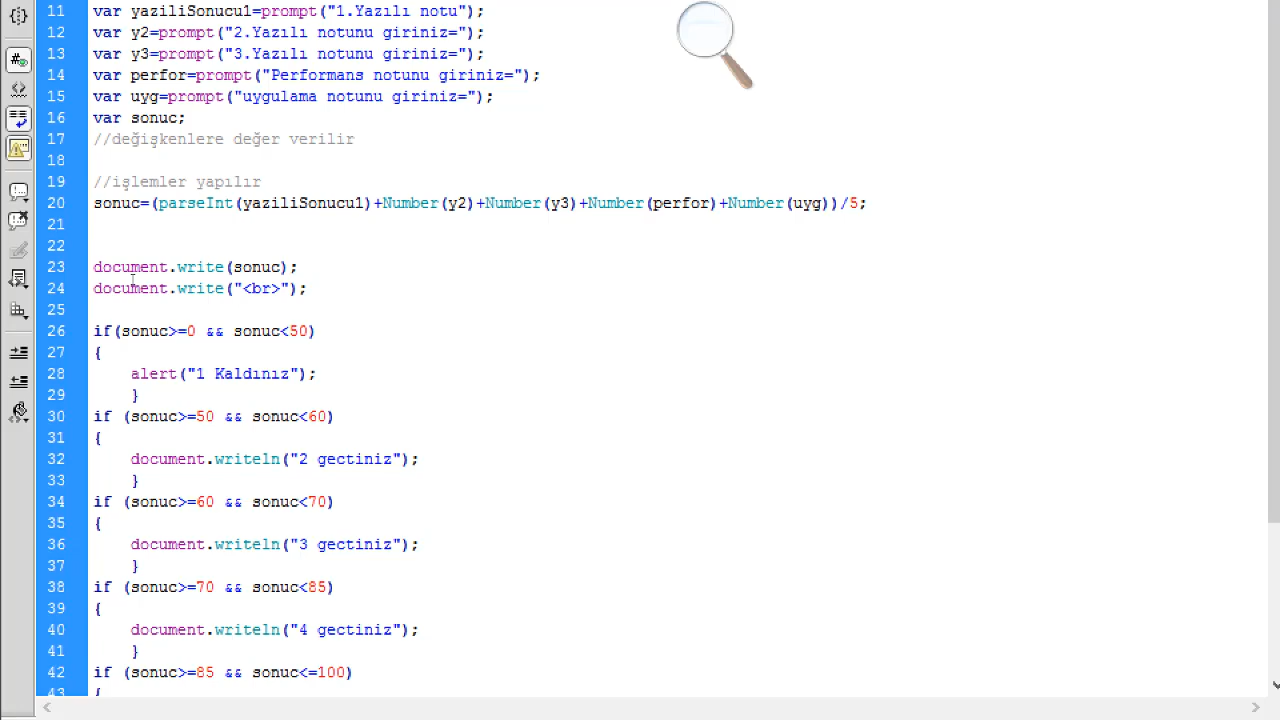 11 var yaziliSonucu1=prompt("1.Yazılı notu");
12 var y2=prompt("2.Yazılı notunu giriniz=");
13 var y3=prompt("3.Yazılı notunu giriniz=");
14 var perfor=prompt("Performans notunu giriniz=");
15 var uyg=prompt("uygulama notunu giriniz=");
16 var sonuc;
17 //değişkenlere değer verilir
18
19 //işlemler yapılır
20 sonuc=(parseInt(yaziliSonucu1)+Number(y2)+Number(y3)+Number(perfor)+Number(uyg))/5;
21
22
23 document.write(sonuc);
24 document.write("<br>");
25
26 if(sonuc>=0 && sonuc<50)
27 {
28 alert("1 Kaldınız");
29 }
30 if (sonuc>=50 && sonuc<60)
31 {
32 document.writeln("2 gectiniz");
33 }
34 if (sonuc>=60 && sonuc<70)
35 {
36 document.writeln("3 gectiniz");
37 }
38 if (sonuc>=70 && sonuc<85)
39 {
40 document.writeln("4 gectiniz");
41 }
42 if (sonuc>=85 && sonuc<=100)
43 {